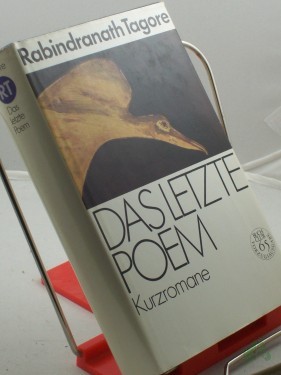 Rabindranath Tagore
DAS LETZTE
POEM
Kurzromane
RT
Das
letzte
Poem